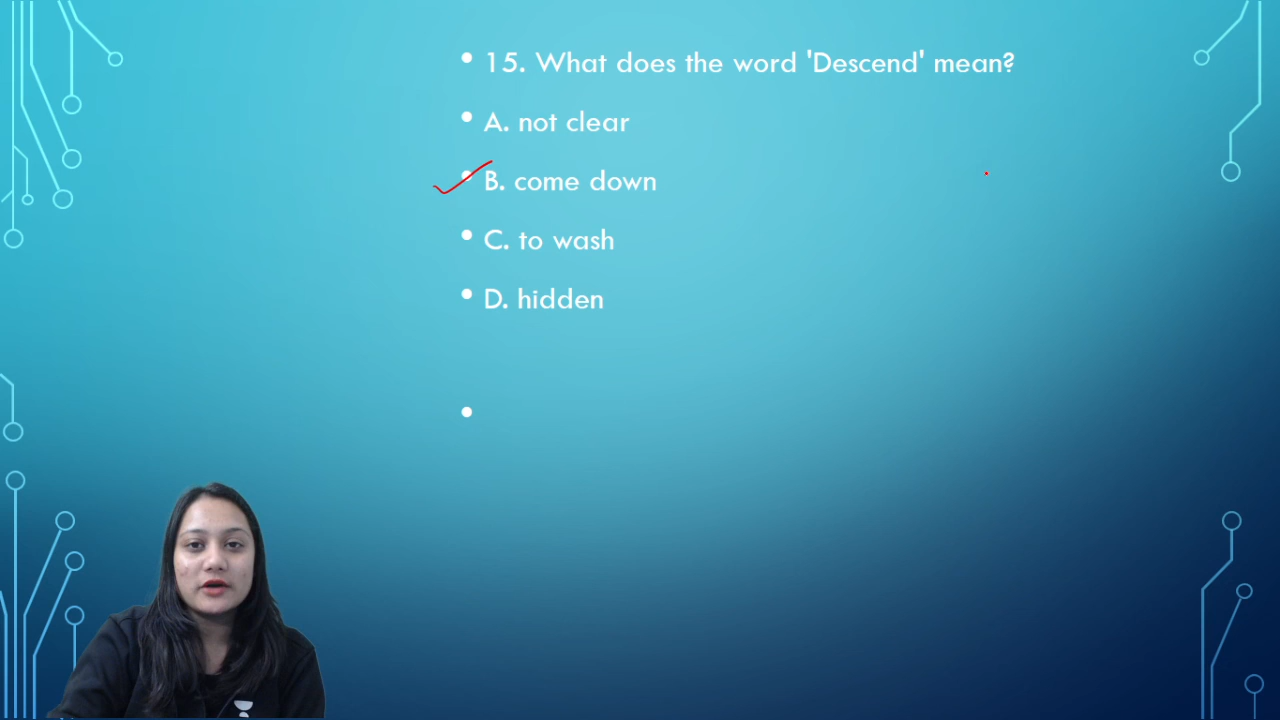 15. What does the word 'Descend' mean?
A. not clear
B. come down
C. to wash
D. hidden